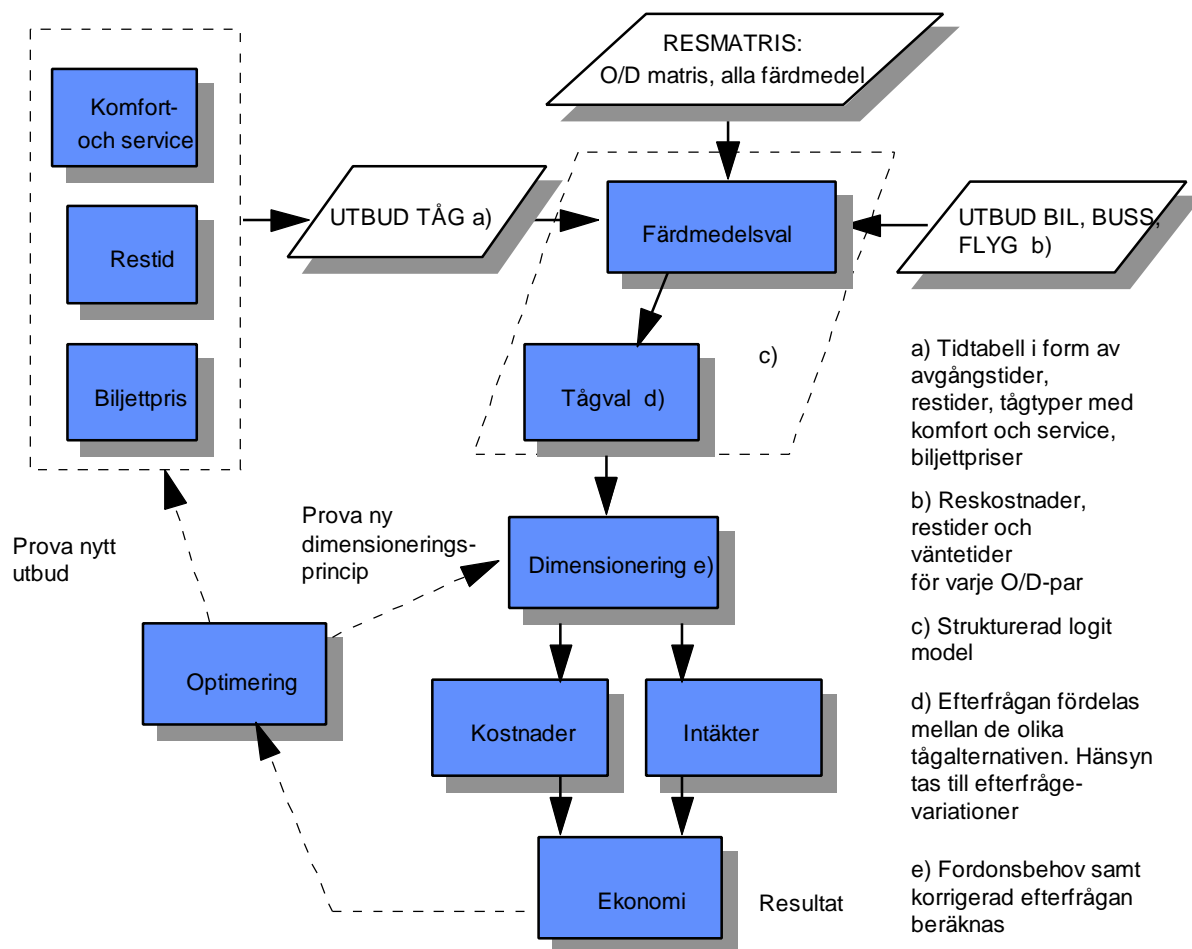 RESMATRIS:
O/D matris, alla färdmedel
Komfort-
och service
Restid
Biljettpris
UTBUD TÅG a)
Färdmedelsval
UTBUD BIL, BUSS,
FLYG b)
Tågval d)
c)
Prova nytt
utbud
Prova ny
dimensionerings-
princip
Dimensionering e)
Optimering
Kostnader
Intäkter
Ekonomi
Resultat
a) Tidtabell i form av
avgångstider,
restider, tågtyper med
komfort och service,
biljettpriser
b) Reskostnader,
restider och
väntetider
för varje O/D-par
c) Strukturerad logit
model
d) Efterfrågan fördelas
mellan de olika
tågalternativen. Hänsyn
tas till efterfråge-
variationer
e) Fordonsbehov samt
korrigerad efterfrågan
beräknas